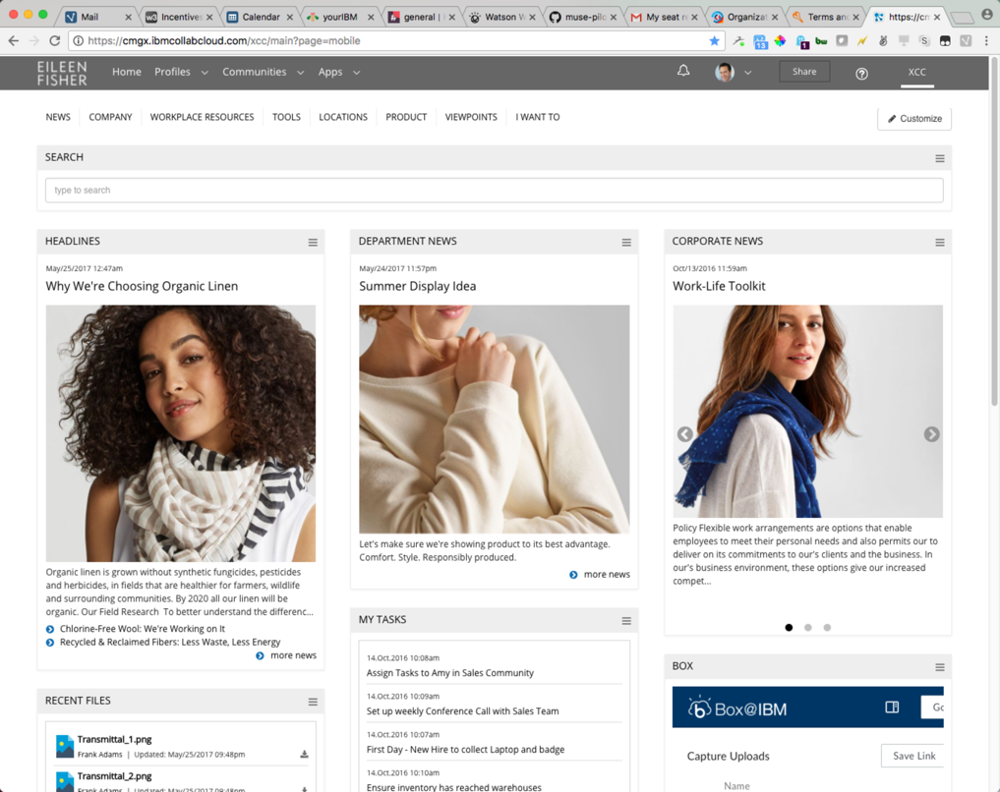 Mail
Incentives
Calendar
yourIBM
general |
Watson W
muse-pilo
My seat r
Organizat
Terms and
https://cm
https://cmgx.ibmcollabcloud.com/xcc/main?page=mobile
13
1
bw
EILEEN FISHER
Home
Profiles
Communities
Apps
Share
XCC
NEWS
COMPANY
WORKPLACE RESOURCES
TOOLS
LOCATIONS
PRODUCT
VIEWPOINTS
I WANT TO
Customize
SEARCH
type to search
HEADLINES
May/25/2017 12:47am
Why We're Choosing Organic Linen
Organic linen is grown without synthetic fungicides, pesticides
and herbicides, in fields that are healthier for farmers, wildlife
and surrounding communities. By 2020 all our linen will be
organic. Our Field Research  To better understand the differenc...
Chlorine-Free Wool: We're Working on It
Recycled & Reclaimed Fibers: Less Waste, Less Energy
more news
DEPARTMENT NEWS
May/24/2017 11:57pm
Summer Display Idea
Let's make sure we're showing product to its best advantage.
Comfort. Style. Responsibly produced.
more news
CORPORATE NEWS
Oct/13/2016 11:59am
Work-Life Toolkit
Policy Flexible work arrangements are options that enable
employees to meet their personal needs and also permits our to
deliver on its commitments to our's clients and the business. In
our's business environment, these options give our increased
compet...
RECENT FILES
Transmittal_1.png
Frank Adams | Updated: May/25/2017 09:48pm
Transmittal_2.png
Frank Adams | Updated: May/25/2017 09:48pm
MY TASKS
14.Oct.2016 10:08am
Assign Tasks to Amy in Sales Community
14.Oct.2016 10:09am
Set up weekly Conference Call with Sales Team
14.Oct.2016 10:07am
First Day - New Hire to collect Laptop and badge
14.Oct.2016 10:10am
Ensure inventory has reached warehouses
BOX
Box@IBM
Go
Capture Uploads
Save Link
Name